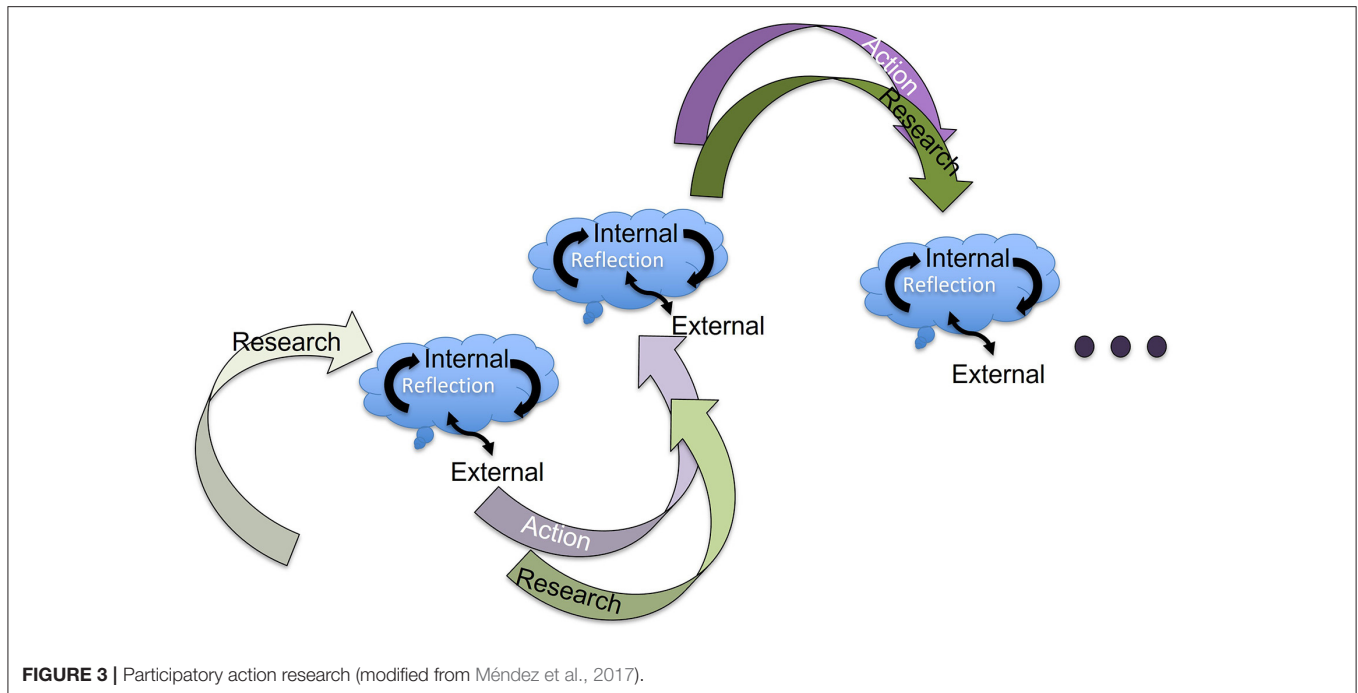 Action
Research
Internal
Reflection
External
Internal
Reflection
External
Research
Internal
Reflection
External
Action
Research
FIGURE 3 | Participatory action research (modified from Méndez et al., 2017).